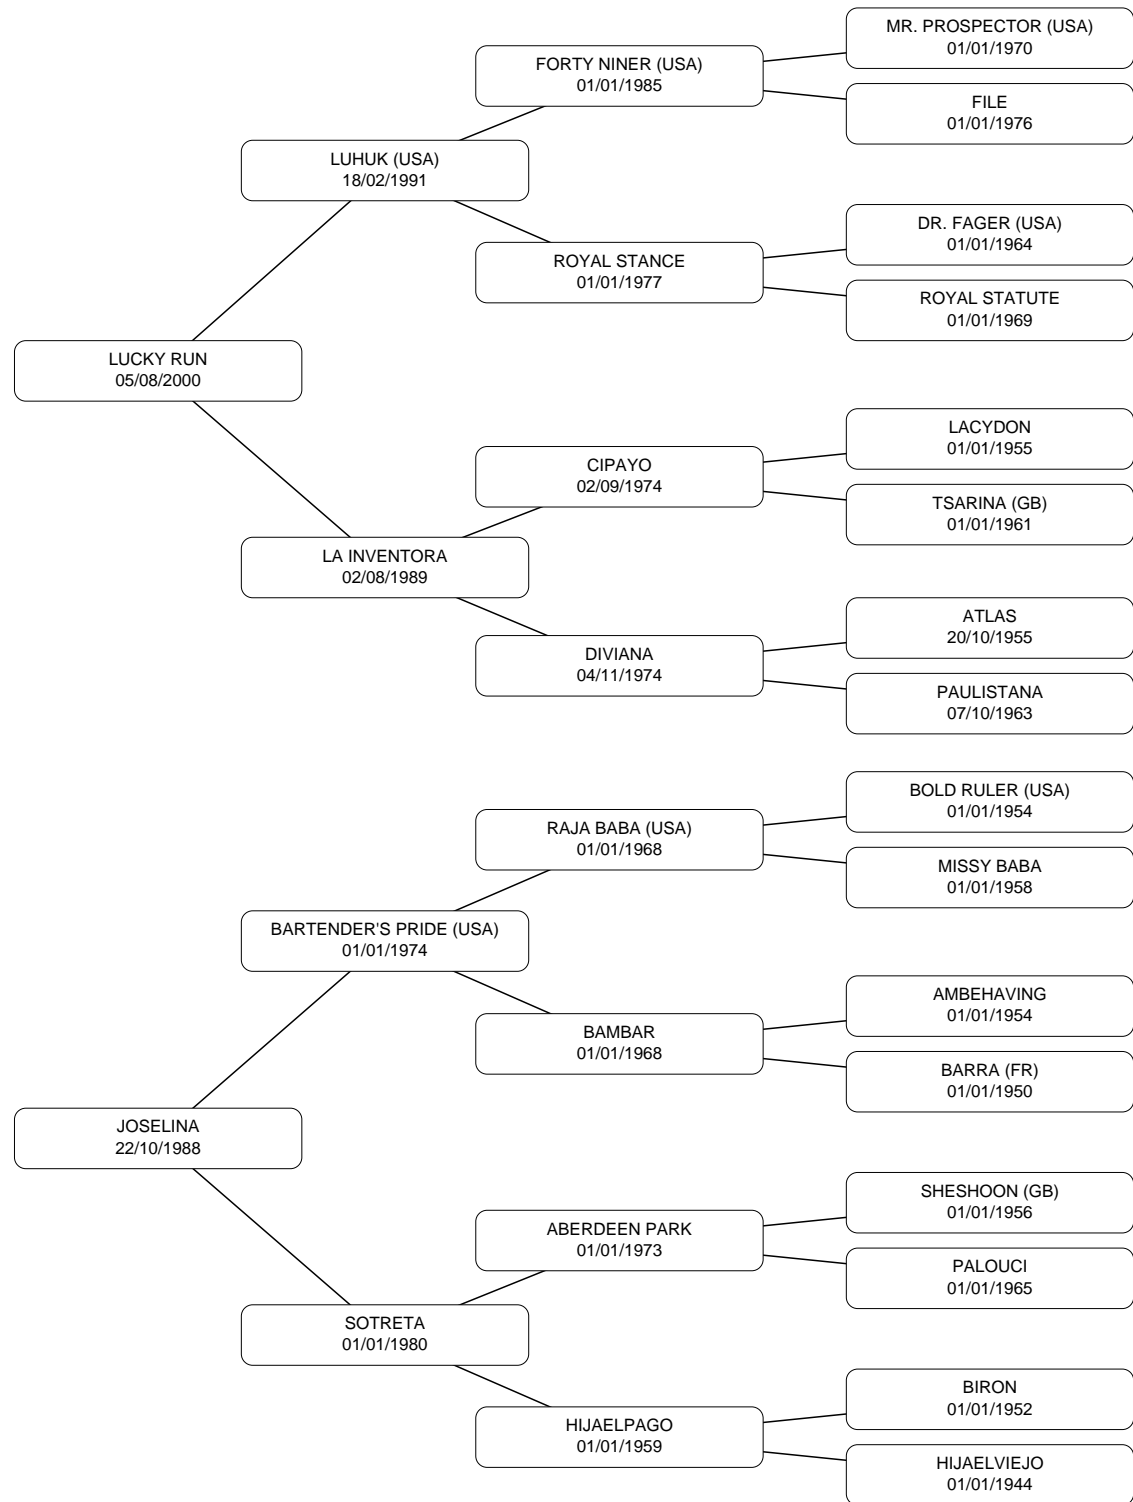 MR. PROSPECTOR (USA)
01/01/1970
FORTY NINER (USA)
01/01/1985
FILE
01/01/1976
LUHUK (USA)
18/02/1991
DR. FAGER (USA)
01/01/1964
ROYAL STANCE
01/01/1977
ROYAL STATUTE
01/01/1969
LUCKY RUN
05/08/2000
LACYDON
01/01/1955
CIPAYO
02/09/1974
TSARINA (GB)
01/01/1961
LA INVENTORA
02/08/1989
ATLAS
20/10/1955
DIVIANA
04/11/1974
PAULISTANA
07/10/1963
BOLD RULER (USA)
01/01/1954
RAJA BABA (USA)
01/01/1968
MISSY BABA
01/01/1958
BARTENDER'S PRIDE (USA)
01/01/1974
AMBEHAVING
01/01/1954
BAMBAR
01/01/1968
BARRA (FR)
01/01/1950
JOSELINA
22/10/1988
SHESHOON (GB)
01/01/1956
ABERDEEN PARK
01/01/1973
PALOUCI
01/01/1965
SOTRETA
01/01/1980
BIRON
01/01/1952
HIJAELPAGO
01/01/1959
HIJAELVIEJO
01/01/1944